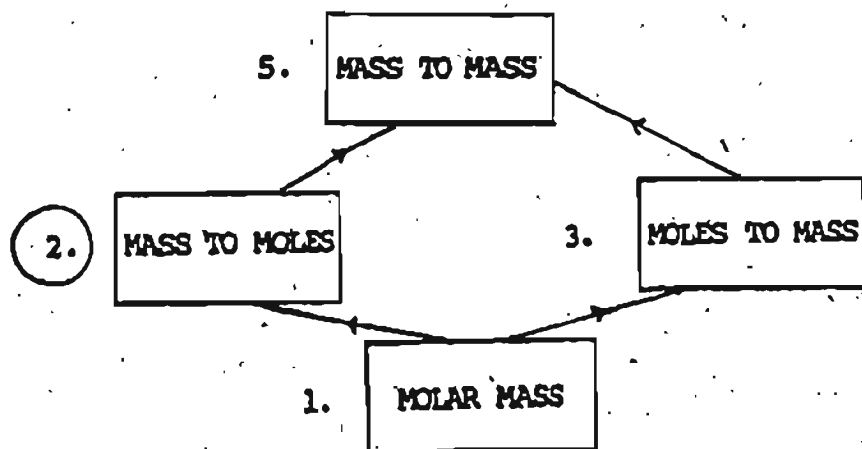 5. MASS TO MASS
2. MASS TO MOLES
3. MOLES TO MASS
1. MOLAR MASS